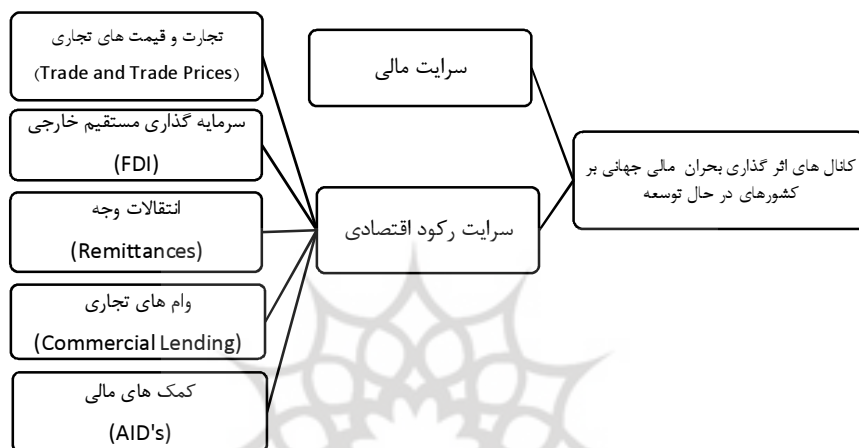 کانال های اثر گذاری بحران مالی جهانی بر
کشورهای در حال توسعه
سرایت مالی
سرایت رکود اقتصادی
تجارت و قیمت های تجاری
(Trade and Trade Prices)
سرمایه گذاری مستقیم خارجی
(FDI)
انتقالات وجه
(Remittances)
وام های تجاری
(Commercial Lending)
کمک های مالی
(AID's)